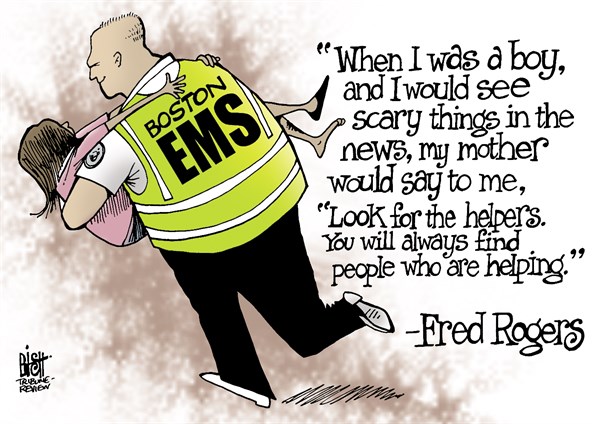 "When I was a boy,
and I would see
scary things in the
news, my mother
would say to me,
"Look for the helpers.
You will always find
people who are helping."
-Fred Rogers
BOSTON
EMS
BISH
TRIBUNE-
REVIEW